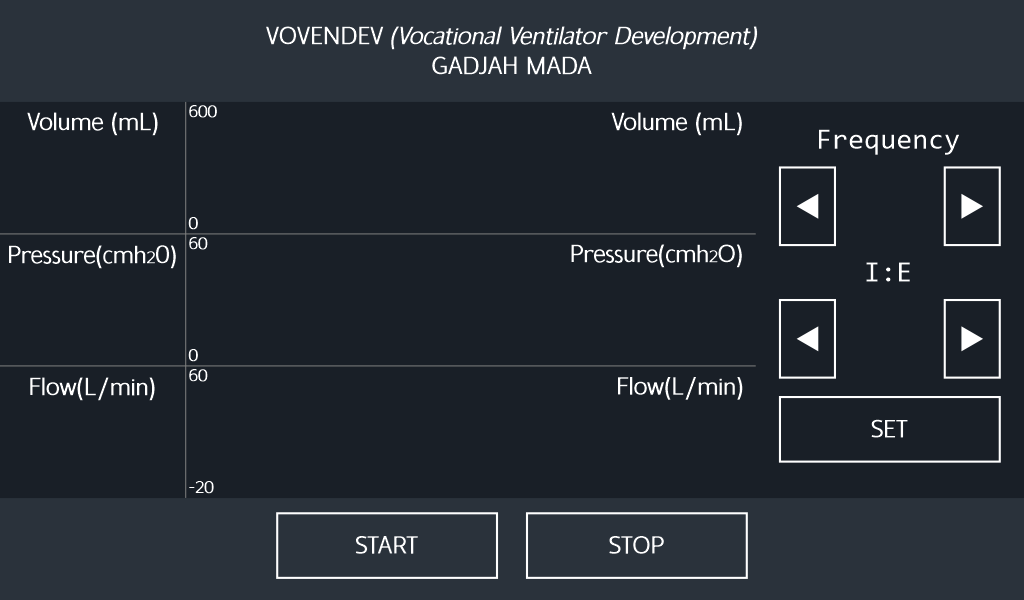 VOVENDEV (Vocational Ventilator Development)
GADJAH MADA
Volume (mL)
600
Volume (mL)
0
Pressure(cmh2O)
60
Pressure(cmh2O)
0
Flow(L/min)
60
Flow(L/min)
-20
Frequency
I:E
SET
START
STOP